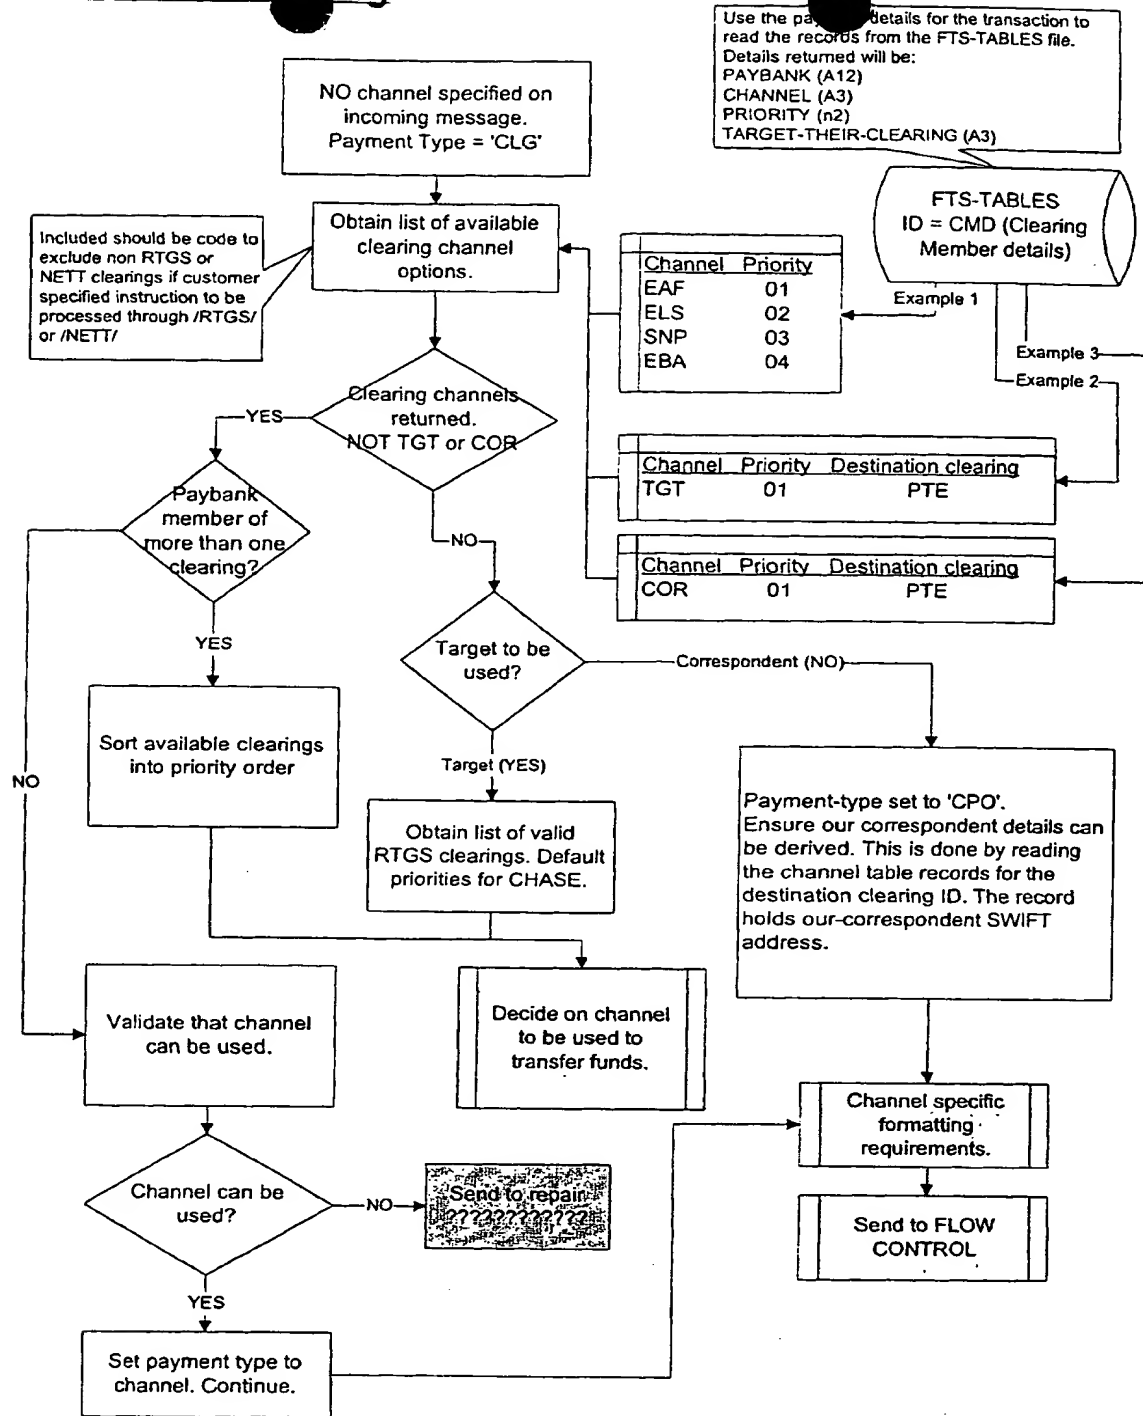 Use the details for the transaction to
read the records from the FTS-TABLES file.
Details returned will be:
PAYBANK (A12)
CHANNEL (A3)
PRIORITY (n2)
TARGET-THEIR-CLEARING (A3)
NO channel specified on
incoming message.
Payment Type = 'CLG'
FTS-TABLES
ID = CMD (Clearing
Member details)
Included should be code to
exclude non RTGS or
NETT clearings if customer
specified instruction to be
processed through /RTGS/
or /NETT/
Obtain list of available
clearing channel
options.
Channel Priority
EAF 01
ELS 02
SNP 03
EBA 04
Example 1
Example 3
Example 2
Clearing channels
returned.
NOT TGT or COR
YES
NO
Channel Priority Destination clearing
TGT 01 PTE
Channel Priority Destination clearing
COR 01 PTE
Paybank
member of
more than one
clearing?
YES
NO
Target to be
used?
Correspondent (NO)
Target (YES)
Sort available clearings
into priority order
Obtain list of valid
RTGS clearings. Default
priorities for CHASE.
Payment-type set to 'CPO'.
Ensure our correspondent details can
be derived. This is done by reading
the channel table records for the
destination clearing ID. The record
holds our-correspondent SWIFT
address.
Validate that channel
can be used.
Decide on channel
to be used to
transfer funds.
Channel specific
formatting
requirements.
Channel can be
used?
NO
Send to repair
????????????
Send to FLOW
CONTROL
YES
Set payment type to
channel. Continue.